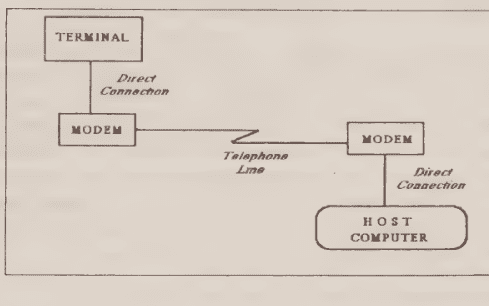 TERMINAL
Direct
Connection
MODEM
Telephone
Line
MODEM
Direct
Connection
HOST
COMPUTER